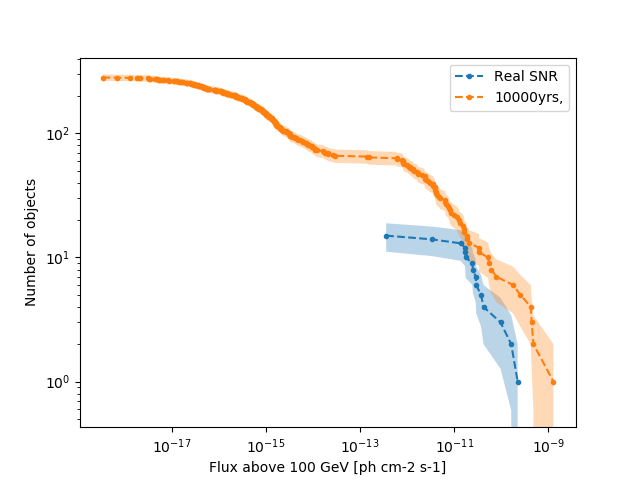 Real SNR
10000yrs,
10²
10¹
10⁰
Number of objects
10⁻¹⁷
10⁻¹⁵
10⁻¹³
10⁻¹¹
10⁻⁹
Flux above 100 GeV [ph cm-2 s-1]